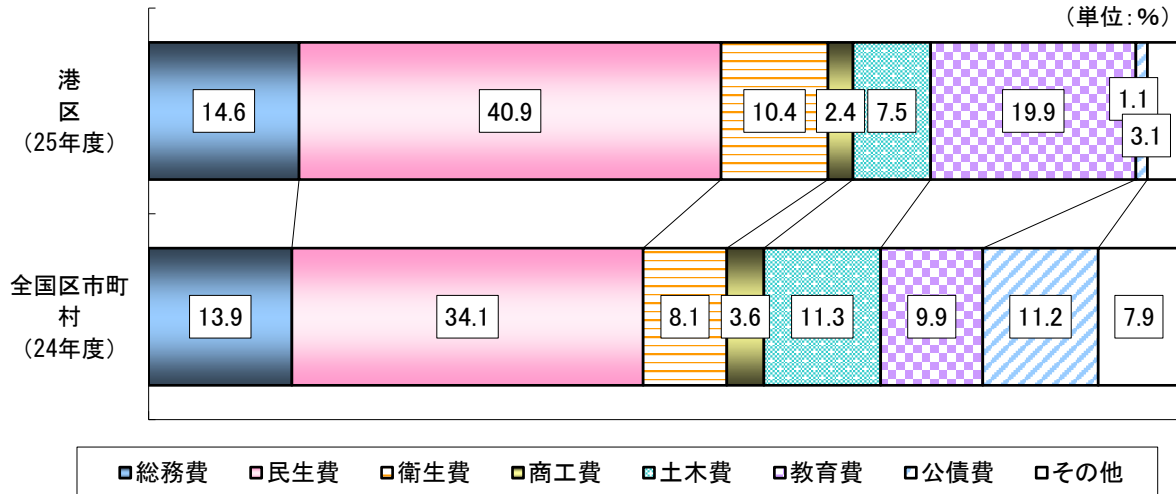 (単位:%)
港
区
(25年度)
14.6
40.9
10.4
2.4
7.5
19.9
1.1
3.1
全国区市町
村
(24年度)
13.9
34.1
8.1
3.6
11.3
9.9
11.2
7.9
総務費
民生費
衛生費
商工費
土木費
教育費
公債費
その他